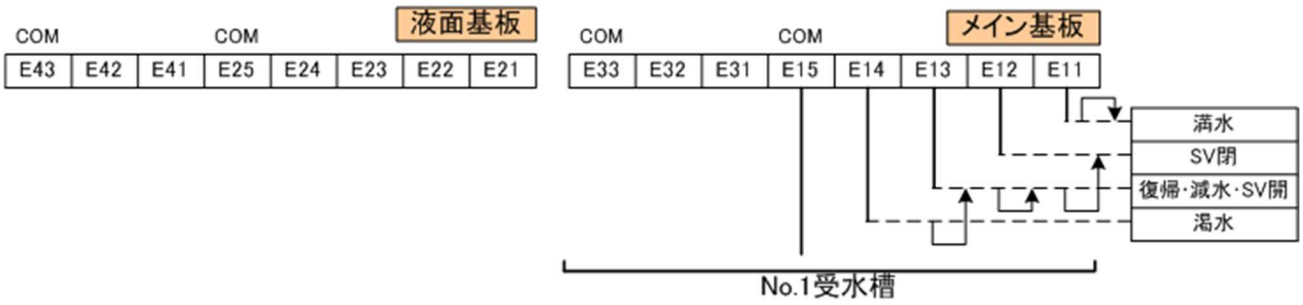 液面基板
メイン基板
COM COM COM COM
E43 E42 E41 E25 E24 E23 E22 E21 E33 E32 E31 E15 E14 E13 E12 E11
満水
SV閉
復帰・減水・SV開
渇水
No.1受水槽